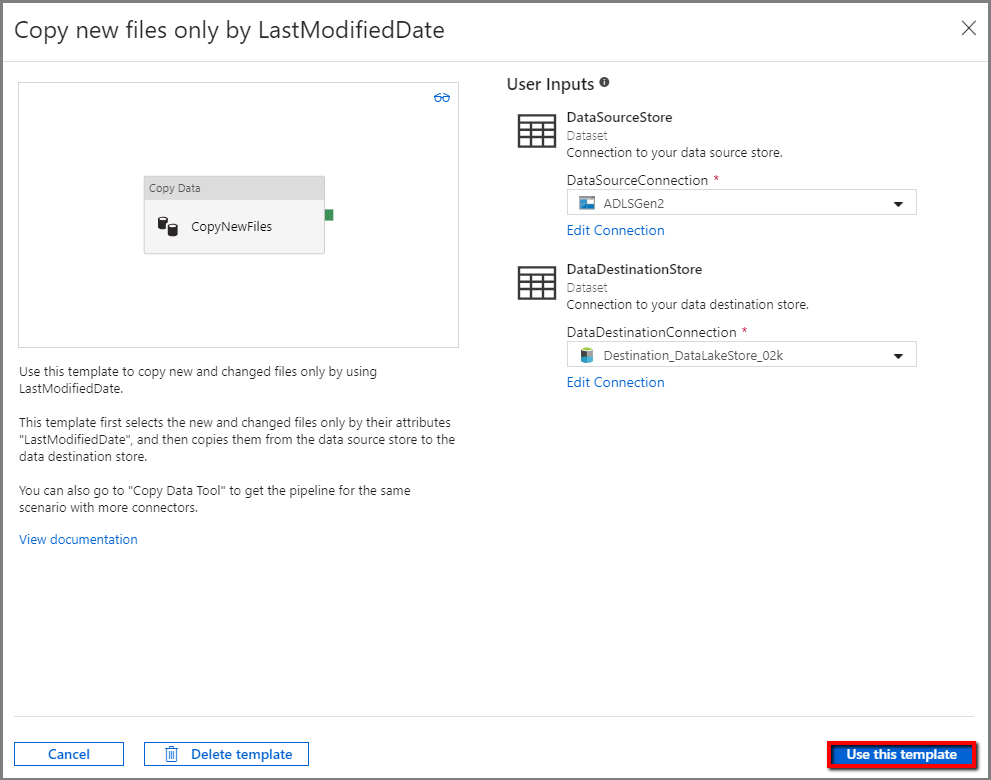 Copy new files only by LastModifiedDate
Copy Data
CopyNewFiles
Use this template to copy new and changed files only by using
LastModifiedDate.
This template first selects the new and changed files only by their attributes
"LastModifiedDate", and then copies them from the data source store to the
data destination store.
You can also go to "Copy Data Tool" to get the pipeline for the same
scenario with more connectors.
View documentation
User Inputs
DataSourceStore
Dataset
Connection to your data source store.
DataSourceConnection *
ADLSGen2
Edit Connection
DataDestinationStore
Dataset
Connection to your data destination store.
DataDestinationConnection *
Destination_DataLakeStore_02k
Edit Connection
Cancel
Delete template
Use this template